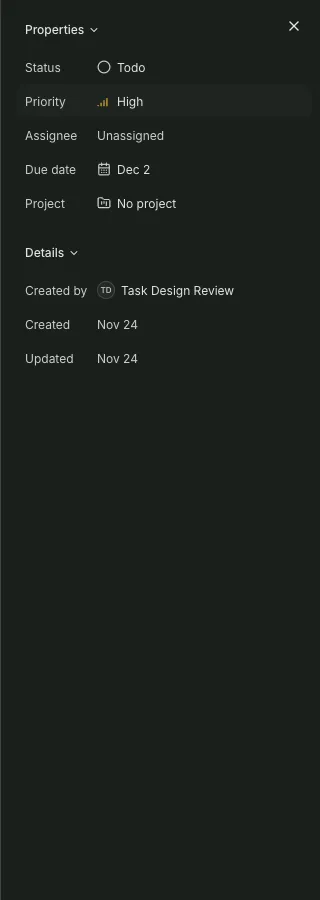 Properties
Status Todo
Priority High
Assignee Unassigned
Due date Dec 2
Project No project
Details
Created by TD Task Design Review
Created Nov 24
Updated Nov 24